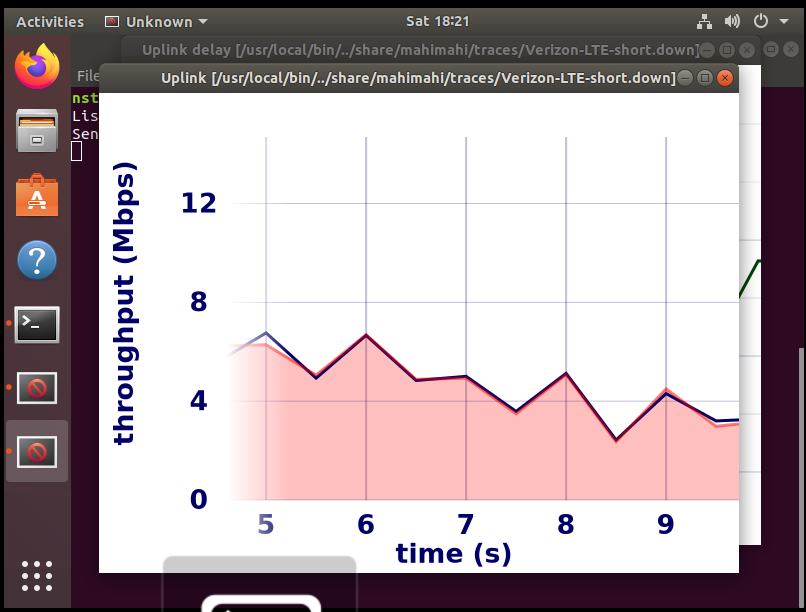 Activities
Unknown
Sat 18:21
Uplink delay [/usr/local/bin/../share/mahimahi/traces/Verizon-LTE-short.down]
File
Uplink [/usr/local/bin/../share/mahimahi/traces/Verizon-LTE-short.down]
nst
Lis
Sen
throughput (Mbps)
12
8
4
0
5 6 7 8 9
time (s)